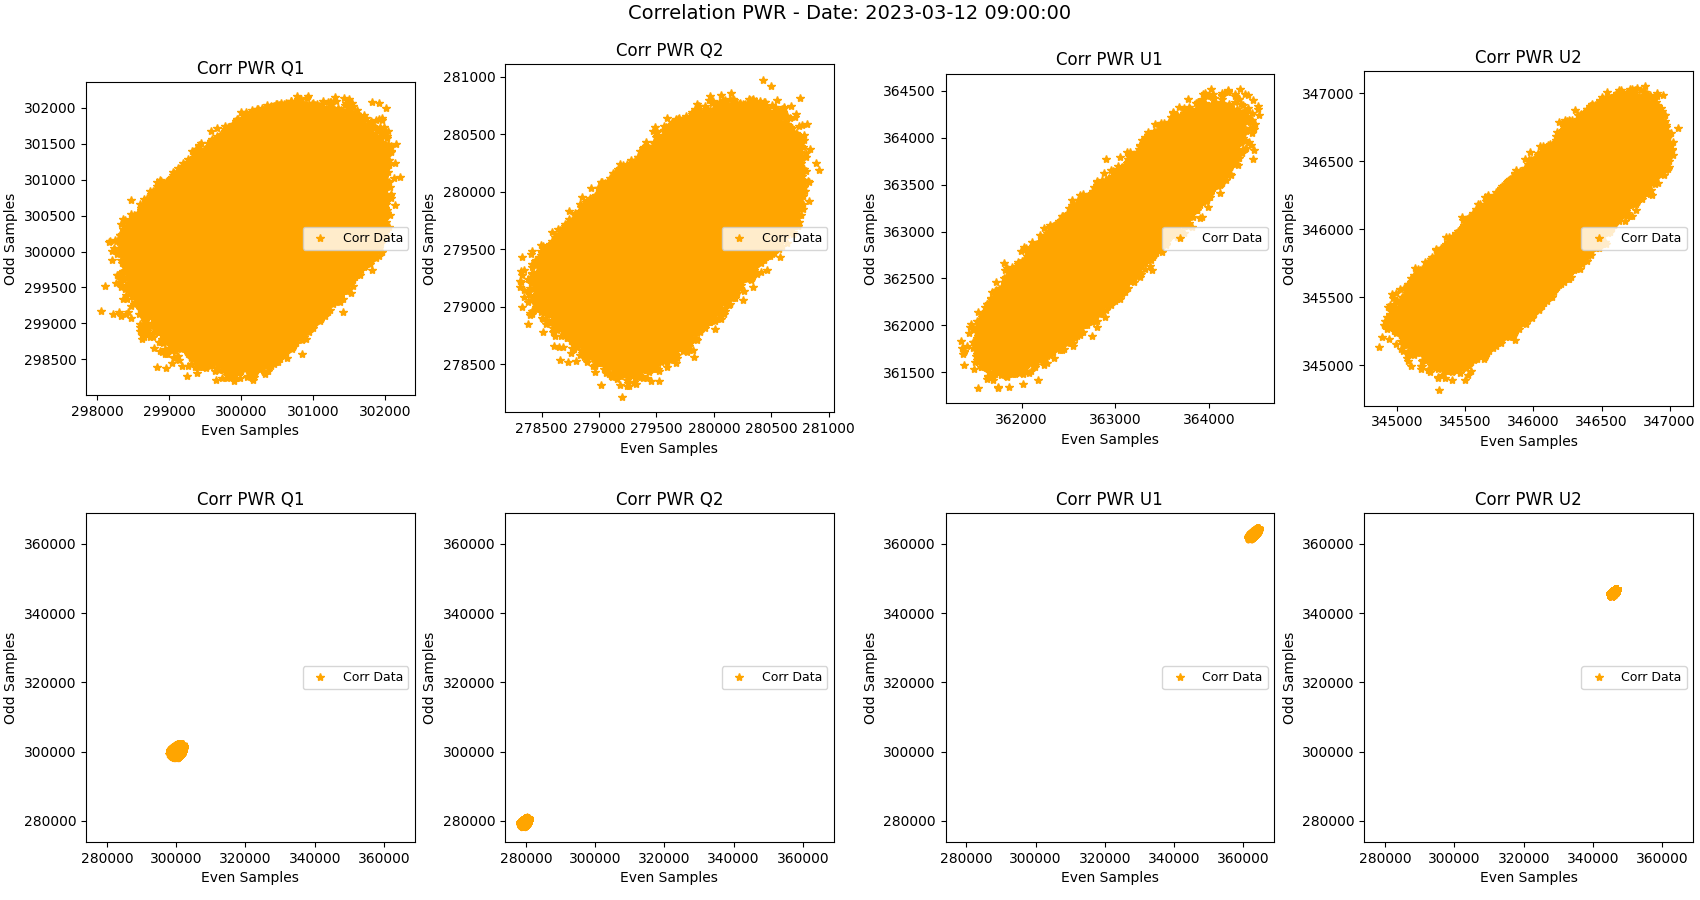 Correlation PWR - Date: 2023-03-12 09:00:00
Corr PWR Q1
302000
301500
301000
300500
300000
299500
299000
298500
Odd Samples
Corr Data
298000 299000 300000 301000 302000
Even Samples
Corr PWR Q2
281000
280500
280000
279500
279000
278500
Odd Samples
Corr Data
278500 279000 279500 280000 280500 281000
Even Samples
Corr PWR U1
364500
364000
363500
363000
362500
362000
361500
Odd Samples
Corr Data
362000 363000 364000
Even Samples
Corr PWR U2
347000
346500
346000
345500
345000
Odd Samples
Corr Data
345000 345500 346000 346500 347000
Even Samples
Corr PWR Q1
360000
340000
320000
300000
280000
Odd Samples
Corr Data
280000 300000 320000 340000 360000
Even Samples
Corr PWR Q2
360000
340000
320000
300000
280000
Odd Samples
Corr Data
280000 300000 320000 340000 360000
Even Samples
Corr PWR U1
360000
340000
320000
300000
280000
Odd Samples
Corr Data
280000 300000 320000 340000 360000
Even Samples
Corr PWR U2
360000
340000
320000
300000
280000
Odd Samples
Corr Data
280000 300000 320000 340000 360000
Even Samples